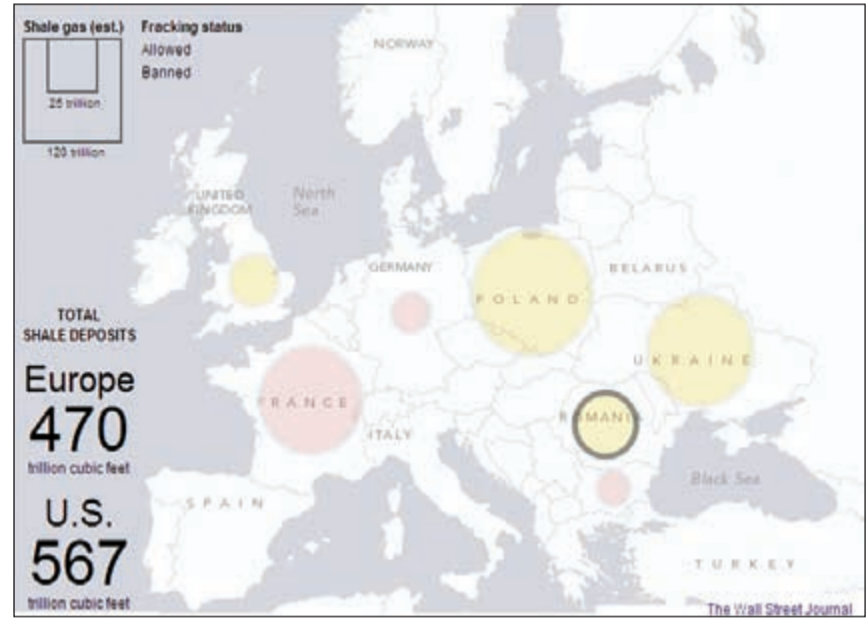 Shale gas (est.)
25 trillion
120 trillion
Fracking status
Allowed
Banned
NORWAY
UNITED
KINGDOM
North
Sea
GERMANY
POLAND
BELARUS
UKRAINE
FRANCE
ITALY
ROMANIA
SPAIN
Black Sea
TURKEY
TOTAL
SHALE DEPOSITS
Europe
470
trillion cubic feet
U.S.
567
trillion cubic feet
The Wall Street Journal